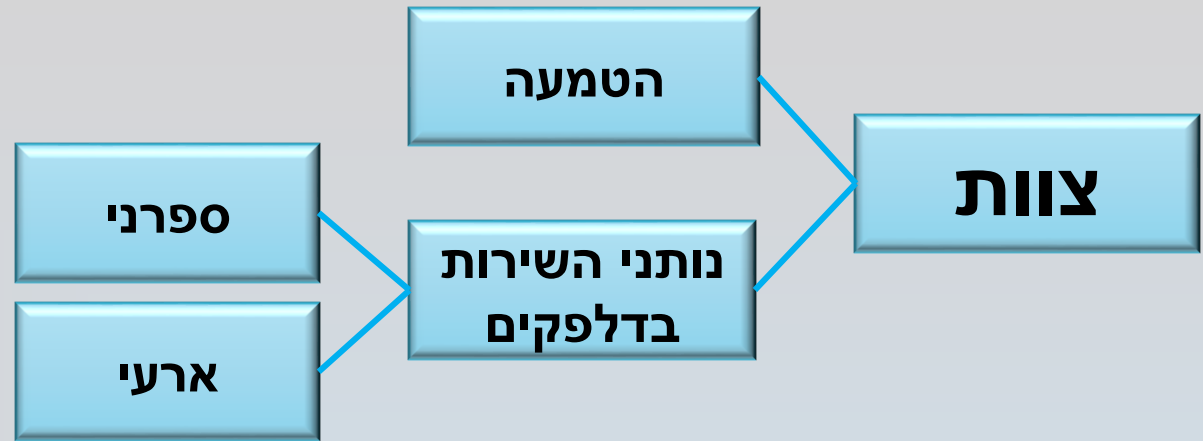 צוות
הטמעה
נותני השירות
בדלפקים
ספרני
ארעי